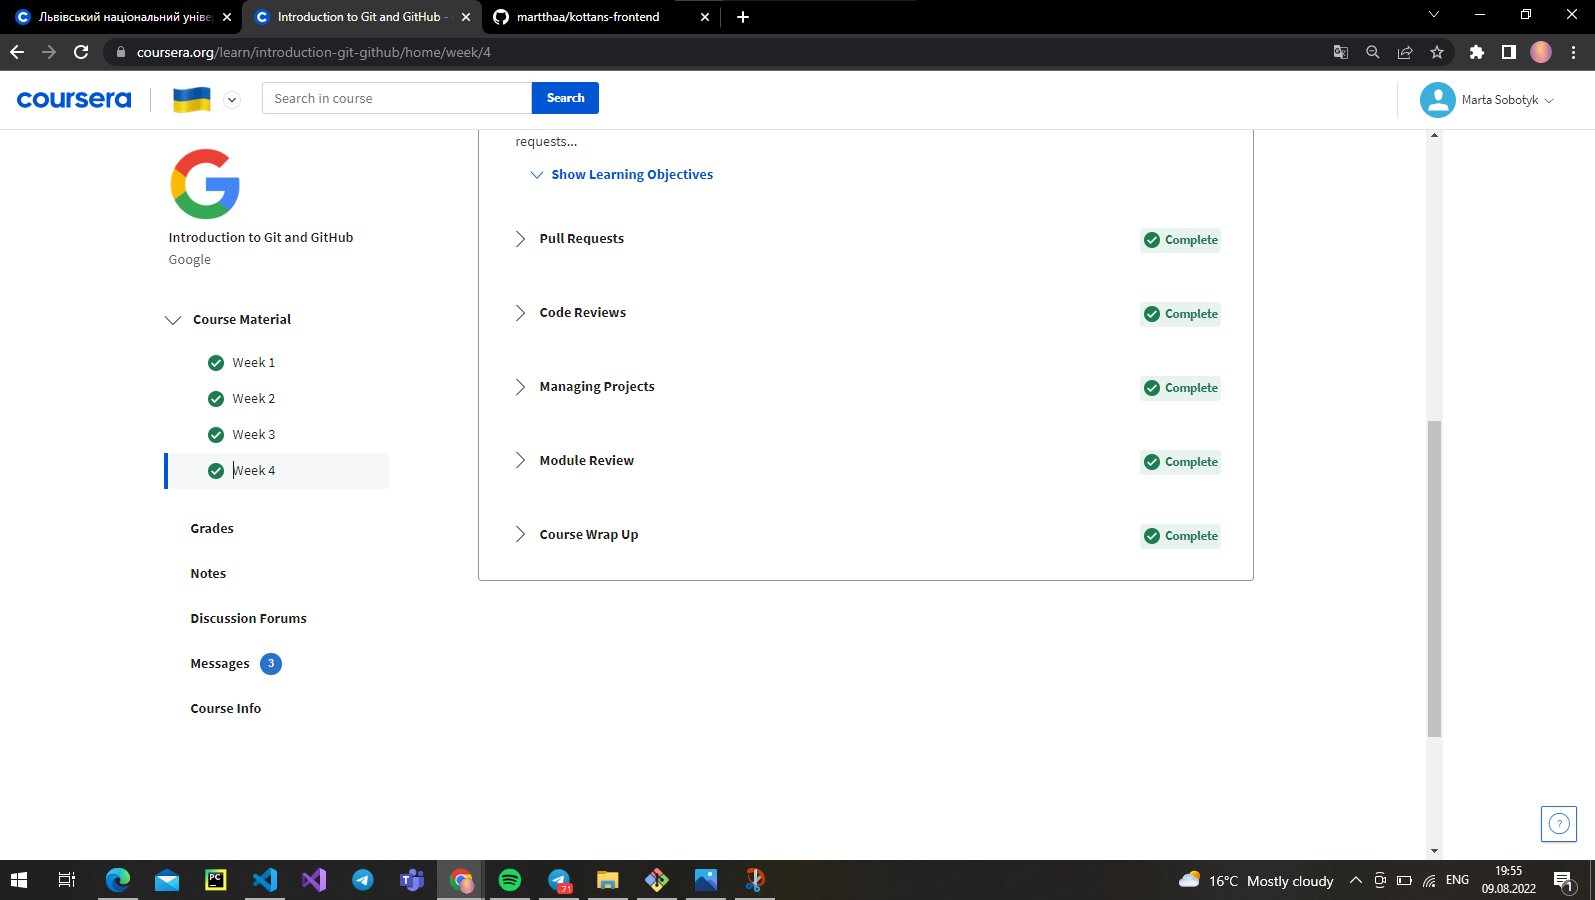 Львівський національний уніве
Introduction to Git and GitHub -
martthaa/kottans-frontend
coursera.org/learn/introduction-git-github/home/week/4
coursera
Search in course
Search
Marta Sobotyk
requests...
Show Learning Objectives
Introduction to Git and GitHub
Google
Pull Requests
Complete
Code Reviews
Complete
Managing Projects
Complete
Module Review
Complete
Course Wrap Up
Complete
Course Material
Week 1
Week 2
Week 3
Week 4
Grades
Notes
Discussion Forums
Messages 3
Course Info
?
PC
71
16°C Mostly cloudy
ENG
19:55
09.08.2022
1